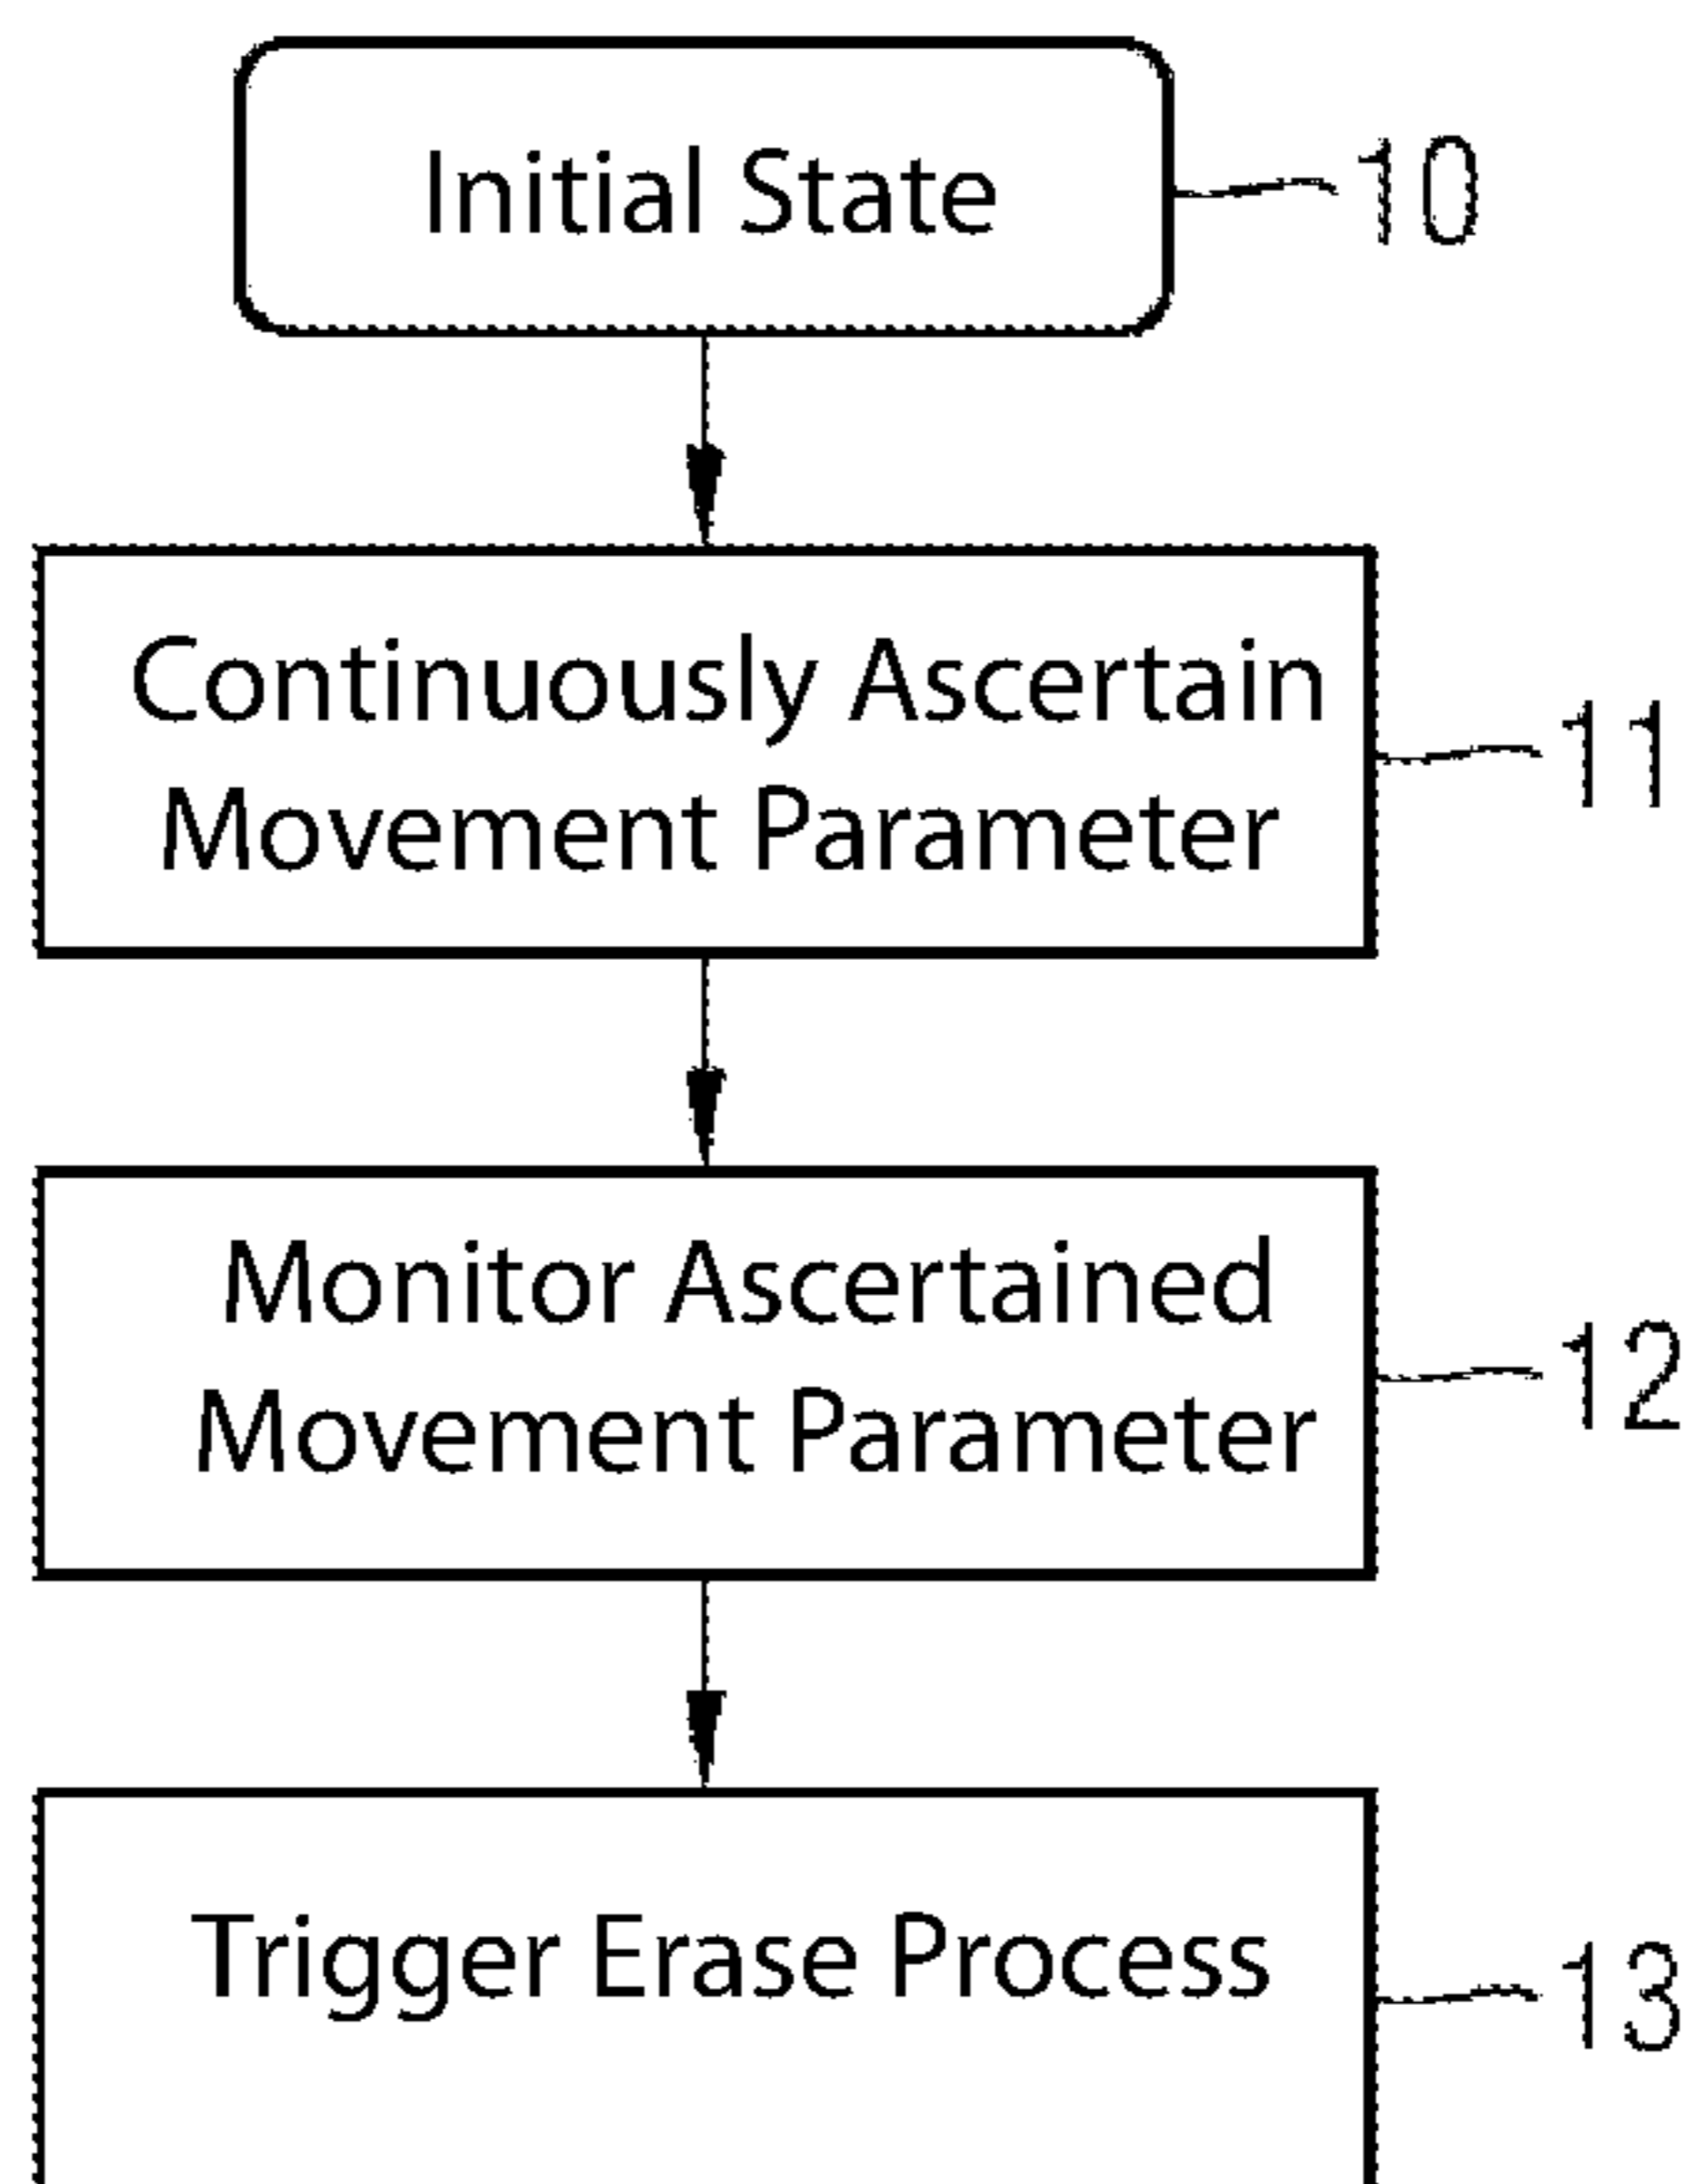 Initial State
10
Continuously Ascertain
Movement Parameter
11
Monitor Ascertained
Movement Parameter
12
Trigger Erase Process
13